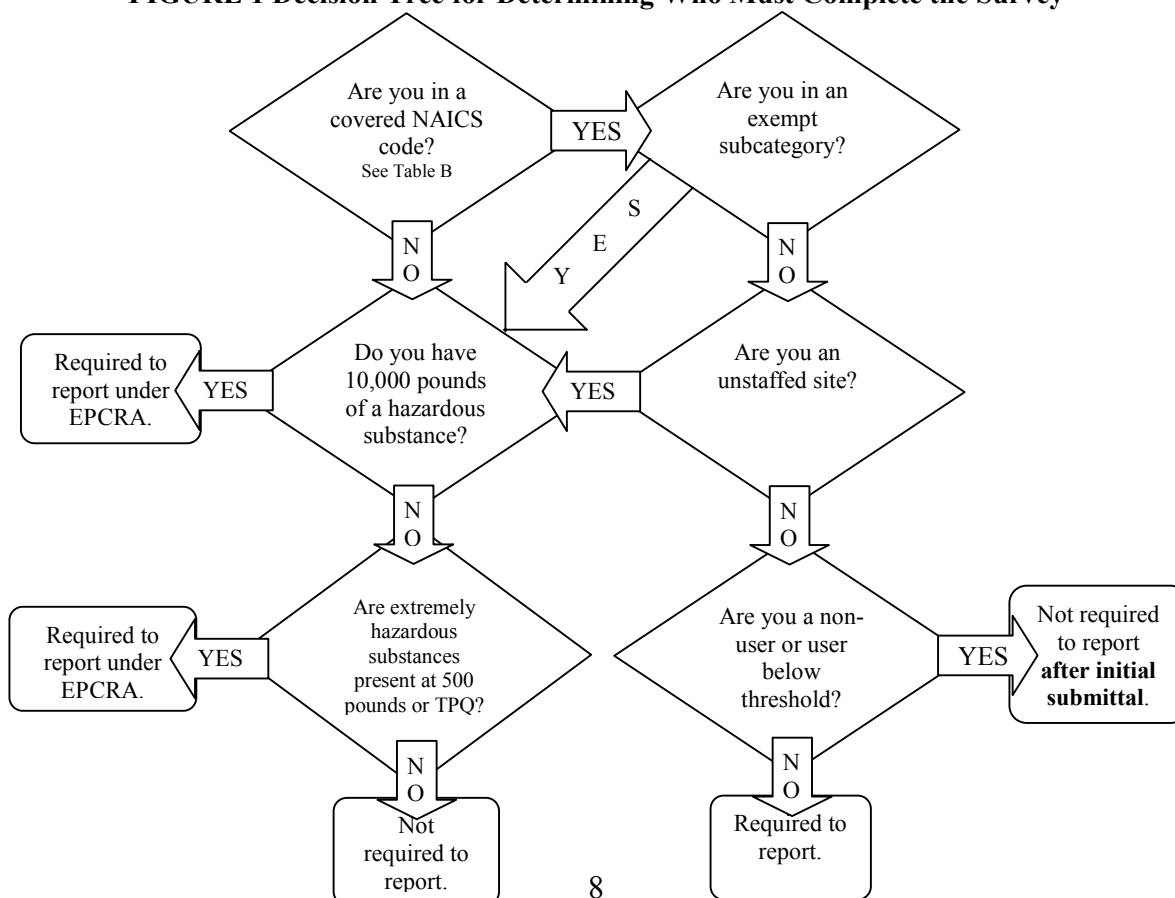 FIGURE 1 Decision Tree for Determining Who Must Complete the Survey
Are you in a
covered NAICS
code?
See Table B
YES
Are you in an
exempt
subcategory?
YES
N
O
N
O
Required to
report under
EPCRA.
YES
Do you have
10,000 pounds
of a hazardous
substance?
YES
Are you an
unstaffed site?
N
O
N
O
Required to
report under
EPCRA.
YES
Are extremely
hazardous
substances
present at 500
pounds or TPQ?
Are you a non-
user or user
below
threshold?
YES
Not required
to report
after initial
submittal.
N
O
N
O
Not
required to
report.
Required to
report.
8